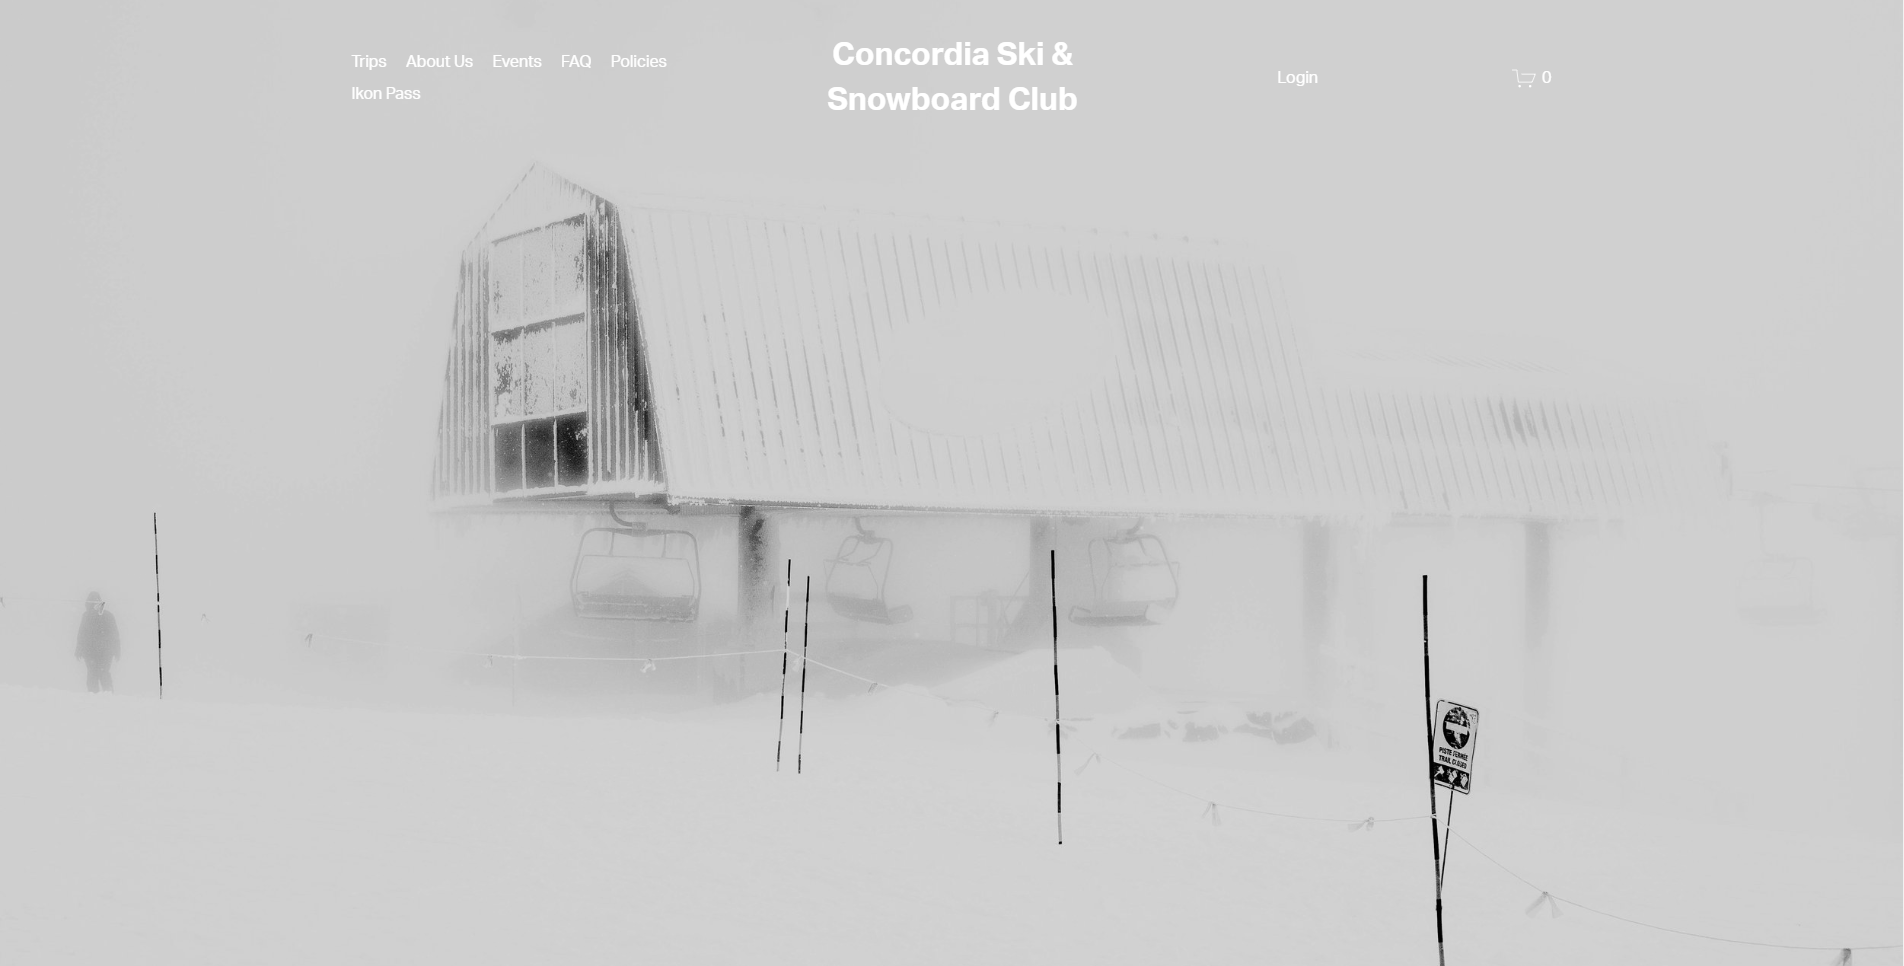 Trips About Us Events FAQ Policies
Ikon Pass
Concordia Ski &
Snowboard Club
Login
0
PISTE FERMÉE
TRAIL CLOSED